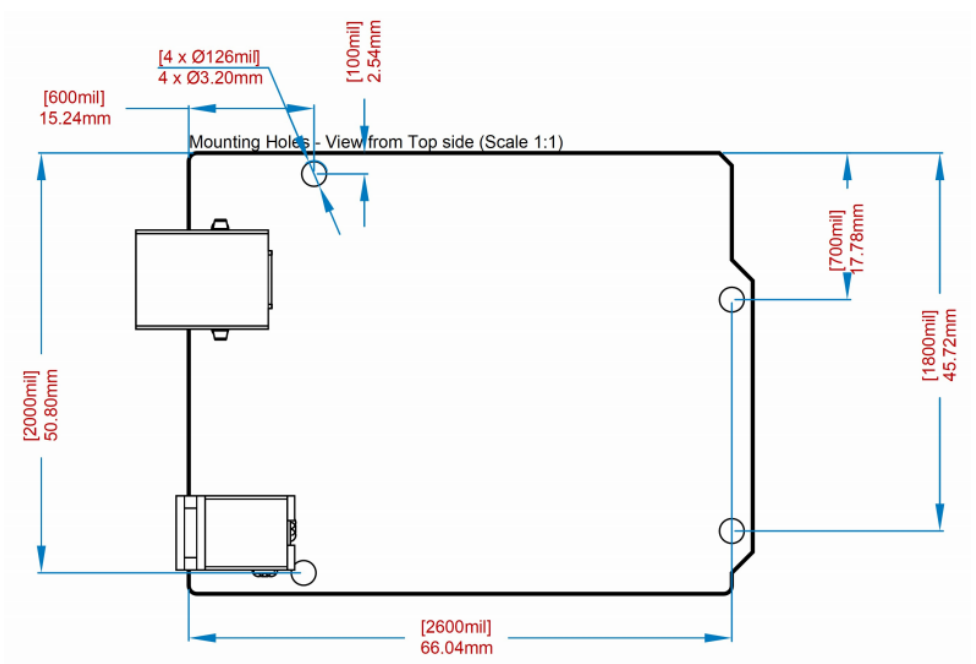 [100mil]
2.54mm
[4 x Ø126mil]
4 x Ø3.20mm
[600mil]
15.24mm
Mounting Holes - View from Top side (Scale 1:1)
[700mil]
17.78mm
[1800mil]
45.72mm
[2000mil]
50.80mm
[2600mil]
66.04mm